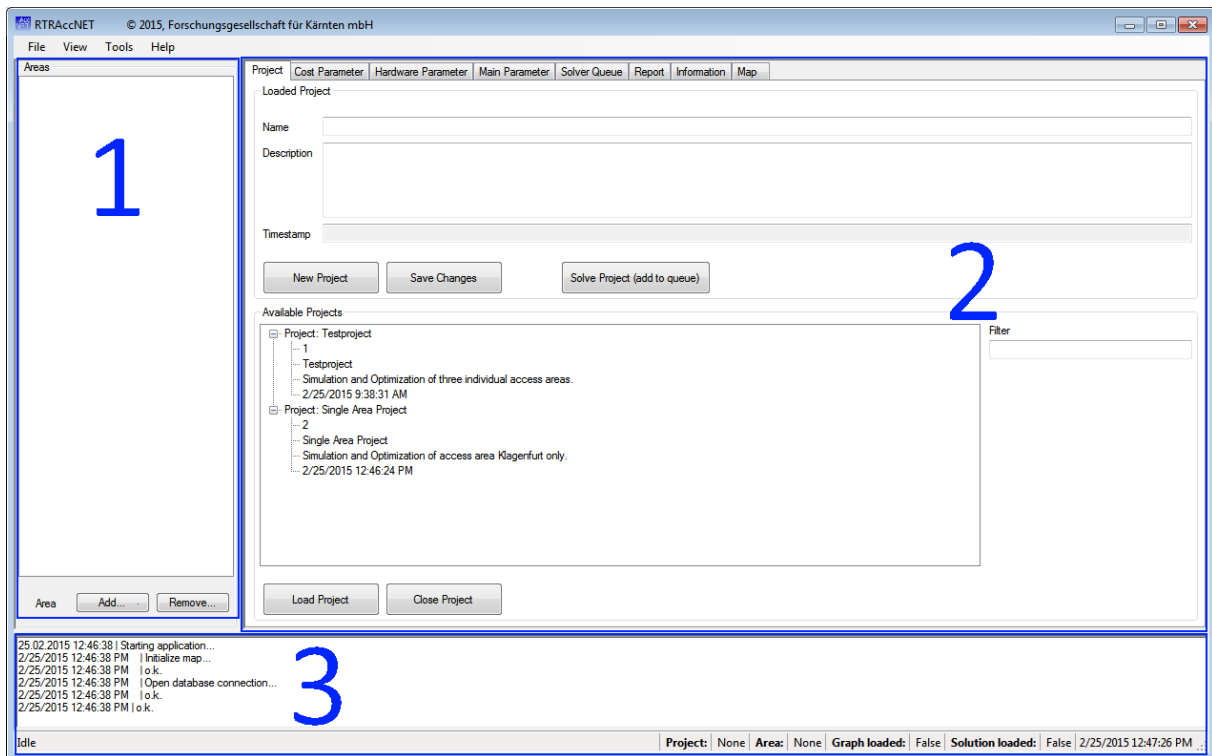 RTRAccNET © 2015, Forschungsgesellschaft für Kärnten mbH
File View Tools Help
Areas
1
Area Add... Remove...
Project Cost Parameter Hardware Parameter Main Parameter Solver Queue Report Information Map
Loaded Project
Name
Description
Timestamp
New Project Save Changes Solve Project (add to queue)
2
Available Projects
Project: Testproject
1
Testproject
Simulation and Optimization of three individual access areas.
2/25/2015 9:38:31 AM
Project: Single Area Project
2
Single Area Project
Simulation and Optimization of access area Klagenfurt only.
2/25/2015 12:46:24 PM
Filter
Load Project Close Project
25.02.2015 12:46:38 | Starting application...
2/25/2015 12:46:38 PM | Initialize map...
2/25/2015 12:46:38 PM | o.k.
2/25/2015 12:46:38 PM | Open database connection...
2/25/2015 12:46:38 PM | o.k.
2/25/2015 12:46:38 PM | o.k.
3
Idle Project: None Area: None Graph loaded: False Solution loaded: False 2/25/2015 12:47:26 PM